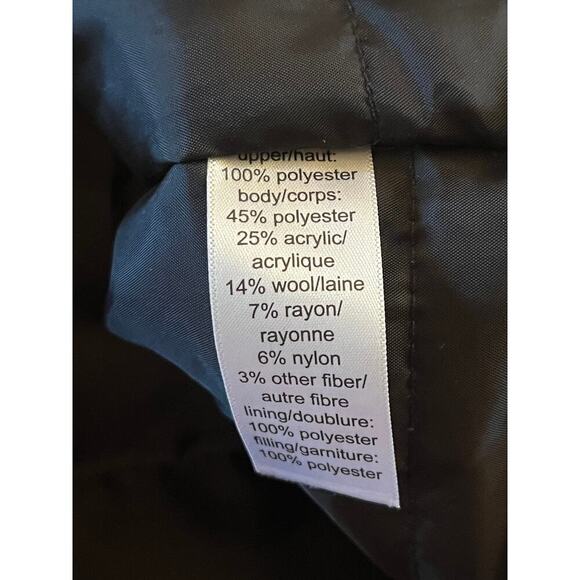 upper/haut:
100% polyester
body/corps:
45% polyester
25% acrylic/
acrylique
14% wool/laine
7% rayon/
rayonne
6% nylon
3% other fiber/
autre fibre
lining/doublure:
100% polyester
filling/garniture:
100% polyester